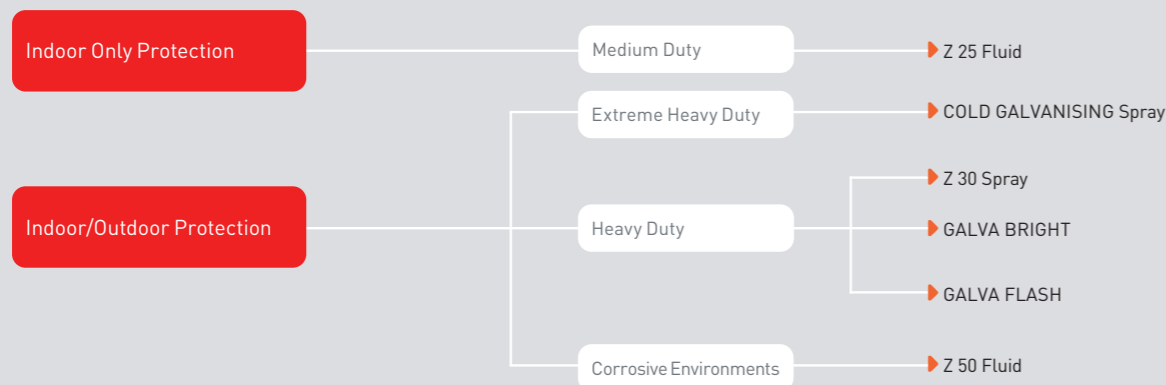 Indoor Only Protection
Medium Duty
Z 25 Fluid
Extreme Heavy Duty
COLD GALVANISING Spray
Indoor/Outdoor Protection
Heavy Duty
Z 30 Spray
GALVA BRIGHT
GALVA FLASH
Corrosive Environments
Z 50 Fluid